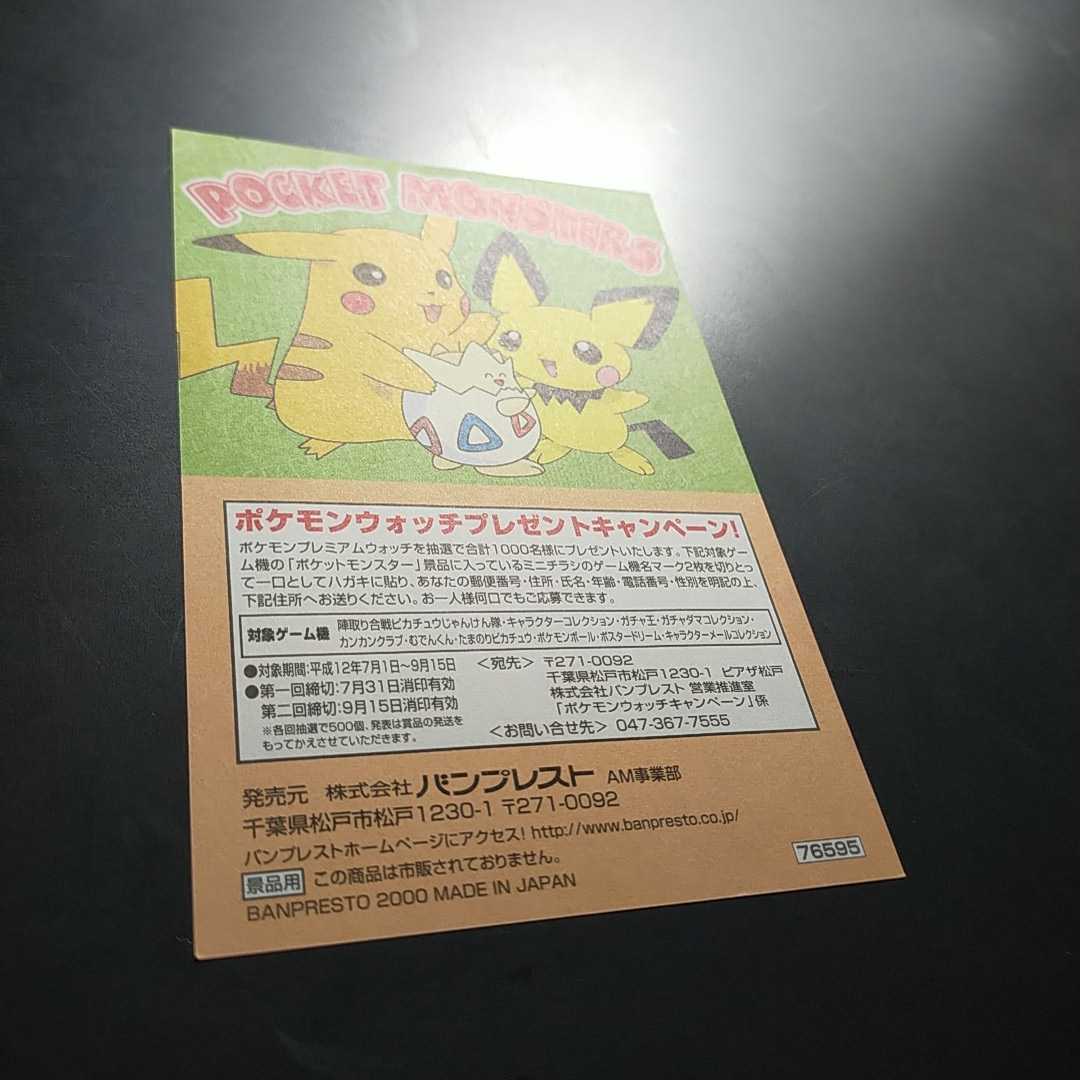 POCKET MONSTERS
ポケモンウォッチプレゼントキャンペーン!
ポケモンプレミアムウォッチを抽選で合計1000名様にプレゼントいたします。下記対象ゲー
ム機の「ポケットモンスター」景品に入っているミニチラシのゲーム機名マーク2枚を切りとっ
て一口としてハガキに貼り、あなたの郵便番号・住所・氏名・年齢・電話番号・性別を明記の上、
下記住所へお送りください。お一人様何口でもご応募できます。
対象ゲーム機
陣取り合戦ピカチュウじゃんけん隊・キャラクターコレクション・ガチャ王・ガチャダマコレクション・
カンカンクラブ・むでんくん・たまのりピカチュウ・ポケモンボール・ポスタードリーム・キャラクターメールコレクション
●対象期間:平成12年7月1日〜9月15日
●第一回締切:7月31日消印有効
第二回締切:9月15日消印有効
※各回抽選で500個、発表は賞品の発送を
もってかえさせていただきます。
<宛先> 〒271-0092
千葉県松戸市松戸1230-1 ピアザ松戸
株式会社バンプレスト 営業推進室
「ポケモンウォッチキャンペーン」係
<お問い合せ先> 047-367-7555
発売元 株式会社 バンプレスト AM事業部
千葉県松戸市松戸1230-1 〒271-0092
バンプレストホームページにアクセス! http://www.banpresto.co.jp/
景品用 この商品は市販されておりません。
BANPRESTO 2000 MADE IN JAPAN
76595